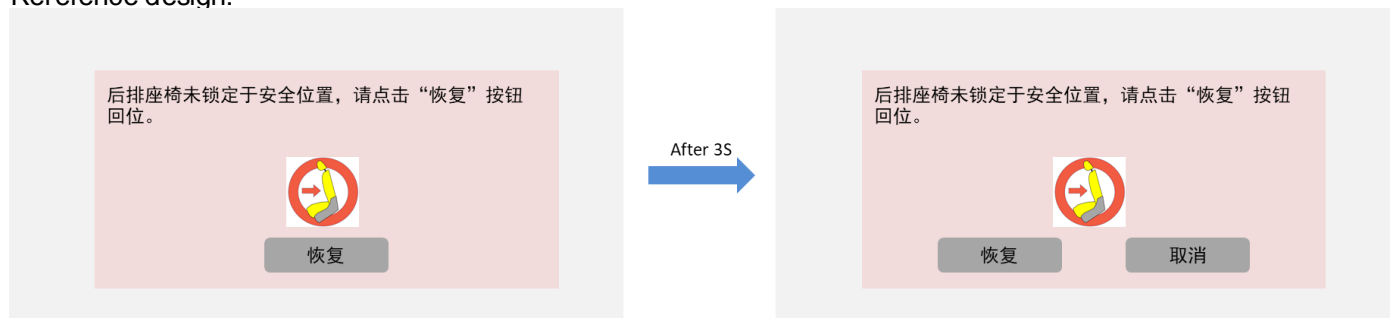 Reference design:
后排座椅未锁定于安全位置，请点击“恢复”按钮
回位。
恢复
After 3S
后排座椅未锁定于安全位置，请点击“恢复”按钮
回位。
恢复
取消